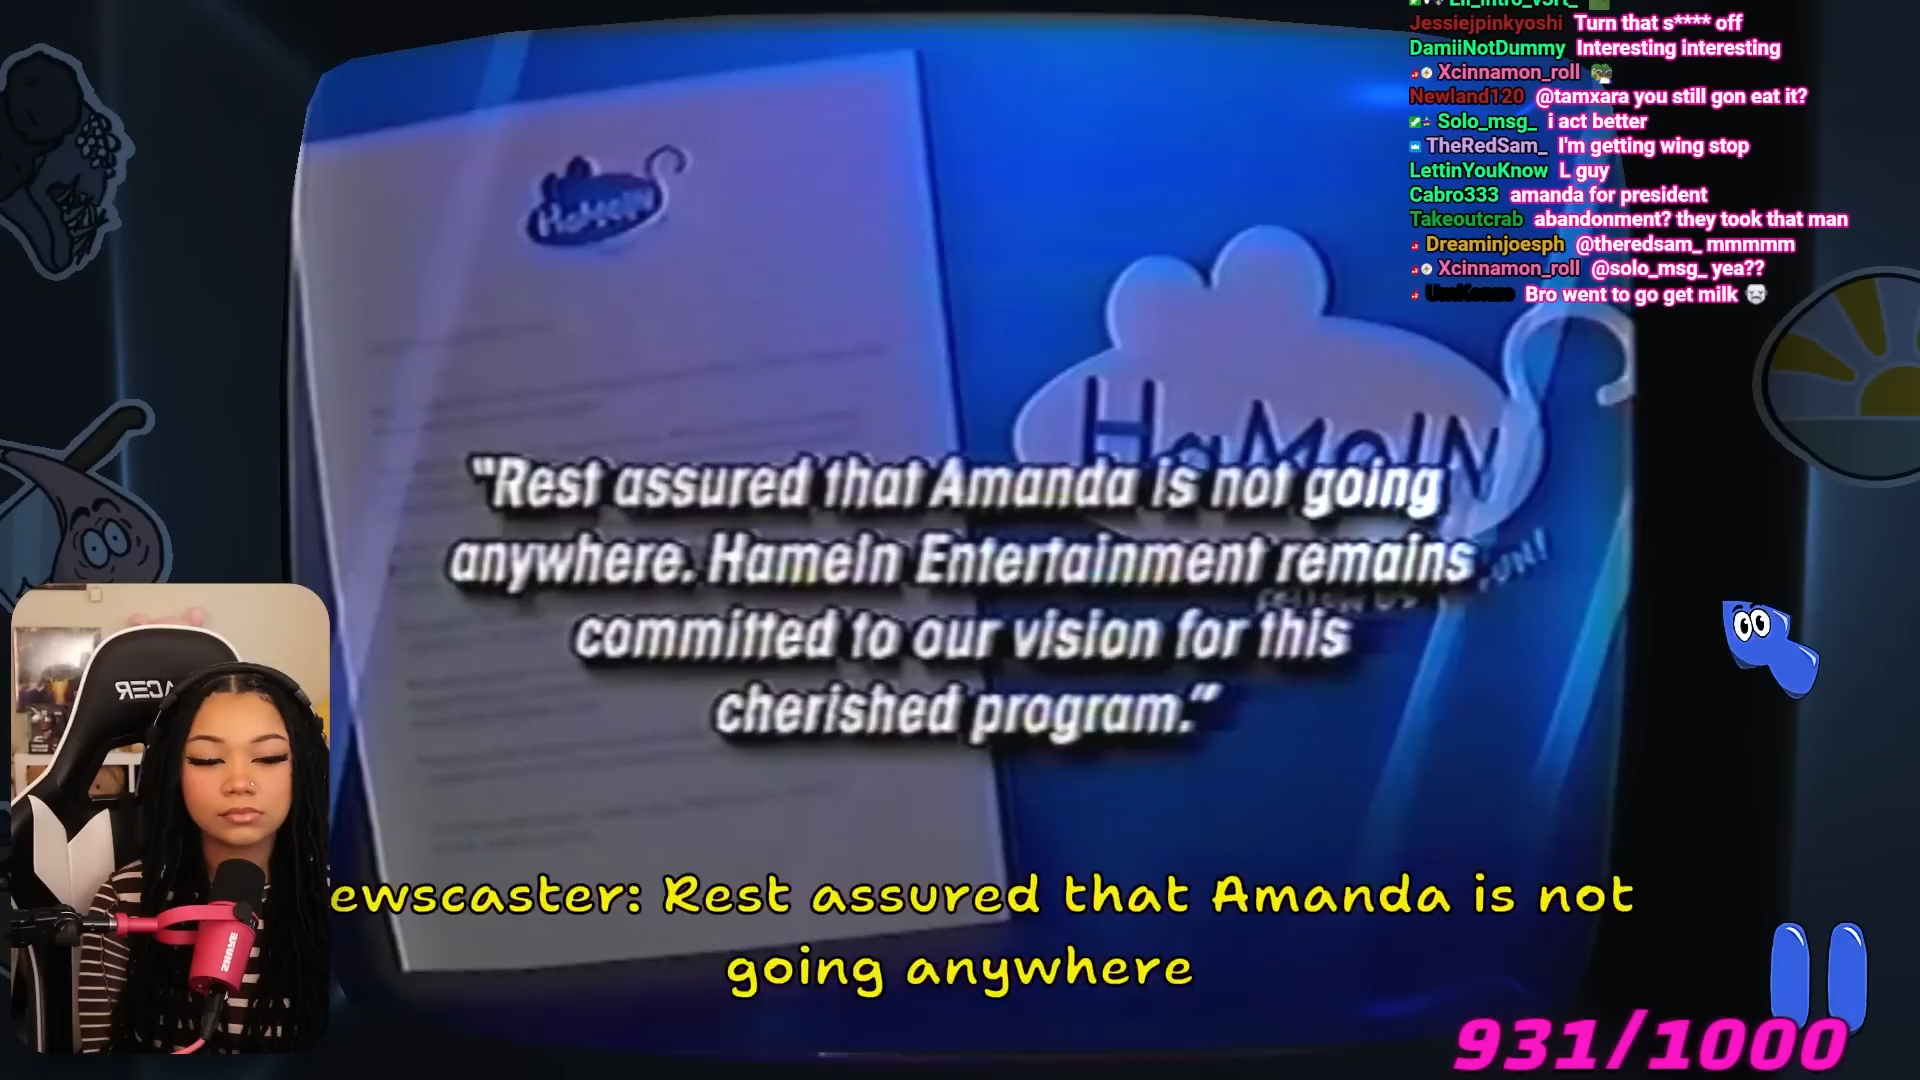 Jessiejpinkyoshi Turn that s**** off
DamiiNotDummy Interesting interesting
Xcinnamon_roll
Newland120 @tamxara you still gon eat it?
Solo_msg_ i act better
TheRedSam_ I'm getting wing stop
LettinYouKnow L guy
Cabro333 amanda for president
Takeoutcrab abandonment? they took that man
Dreaminjoesph @theredsam_ mmmmm
Xcinnamon_roll @solo_msg_ yea??
Bro went to go get milk
HaMelN
HaMelN
"Rest assured that Amanda is not going
anywhere. Hameln Entertainment remains
committed to our vision for this
cherished program."
FUN!
ACER
ewscaster: Rest assured that Amanda is not
going anywhere
931/1000